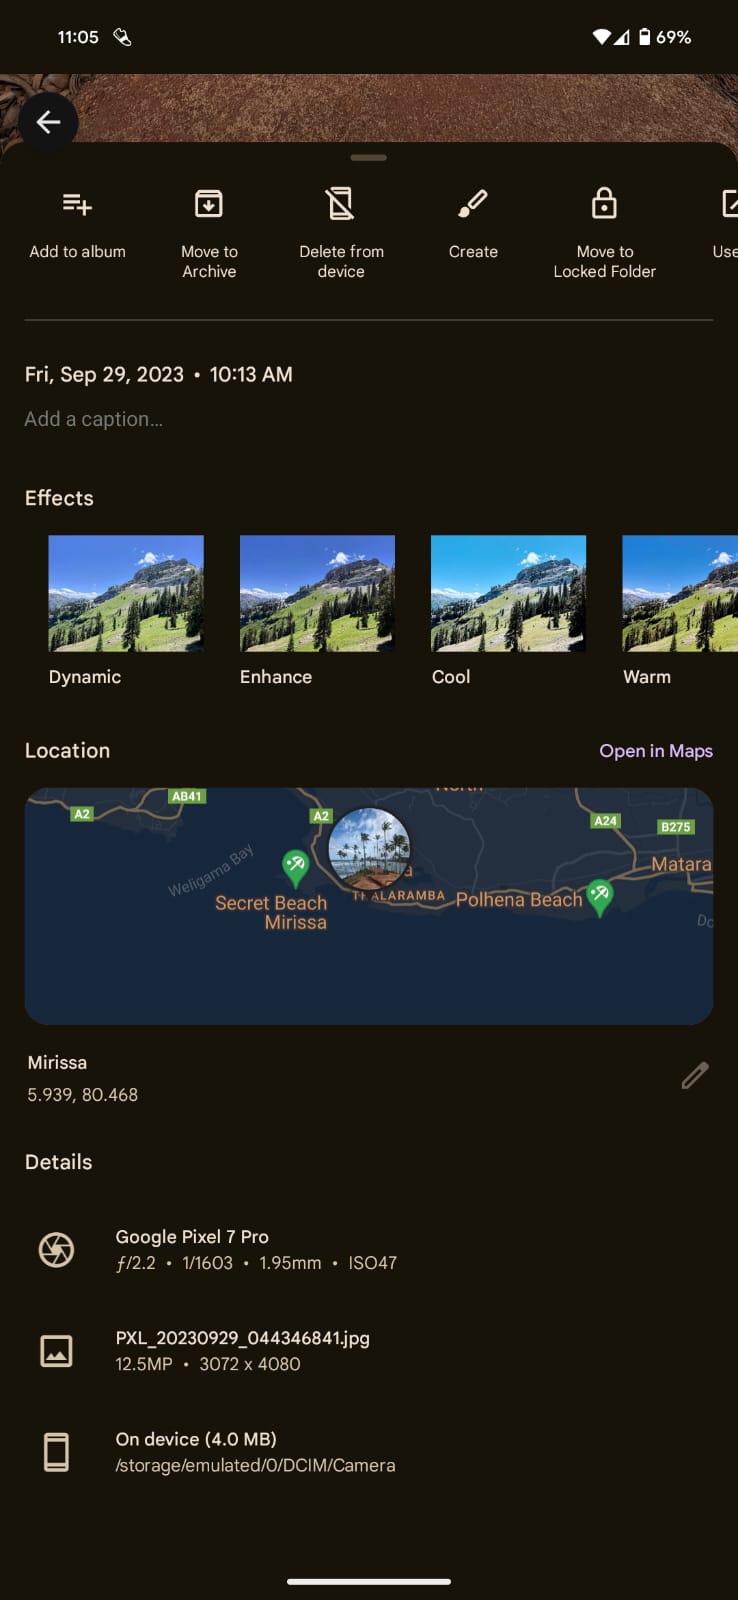 11:05
69%
Add to album
Move to
Archive
Delete from
device
Create
Move to
Locked Folder
Use
Fri, Sep 29, 2023 • 10:13 AM
Add a caption…
Effects
Dynamic
Enhance
Cool
Warm
Location
Open in Maps
AB41
A2
A2
A24
B275
Matara
Weligama Bay
THALARAMBA
Secret Beach
Mirissa
Polhena Beach
Mirissa
5.939, 80.468
Details
Google Pixel 7 Pro
ƒ/2.2 • 1/1603 • 1.95mm • ISO47
PXL_20230929_044346841.jpg
12.5MP • 3072 x 4080
On device (4.0 MB)
/storage/emulated/0/DCIM/Camera